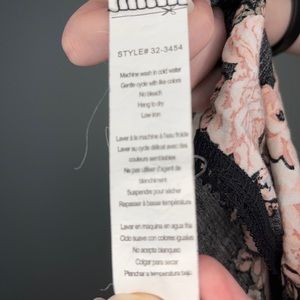 STYLE# 32-3454
Machine wash in cold water
Gentle cycle with like colors
No bleach
Hang to dry
Low iron
Laver à la machine à l'eau froide
Laver au cycle délicat avec des
couleurs semblables
Ne pas utiliser d'agent de
blanchiment
Suspendre pour sécher
Repasser à basse température
Lavar en maquina en agua fria
Ciclo suave con colores iguales
No acepta blanqueo
Colgar para secar
Planchar a temperatura bajo